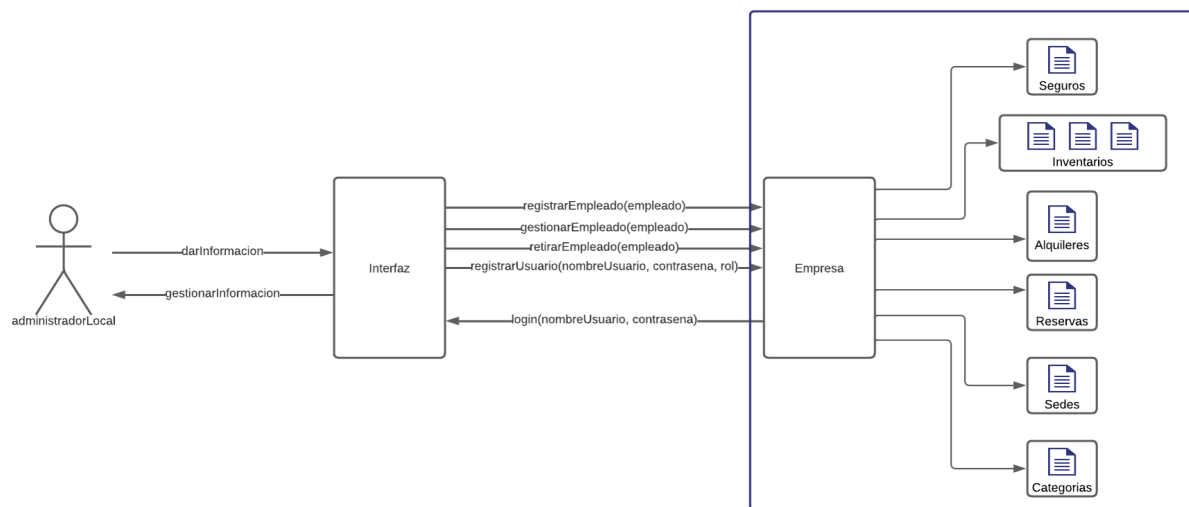 administradorLocal
darInformacion
gestionarInformacion
Interfaz
registrarEmpleado(empleado)
gestionarEmpleado(empleado)
retirarEmpleado(empleado)
registrarUsuario(nombreUsuario, contrasena, rol)
login(nombreUsuario, contrasena)
Empresa
Seguros
Inventarios
Alquileres
Reservas
Sedes
Categorias